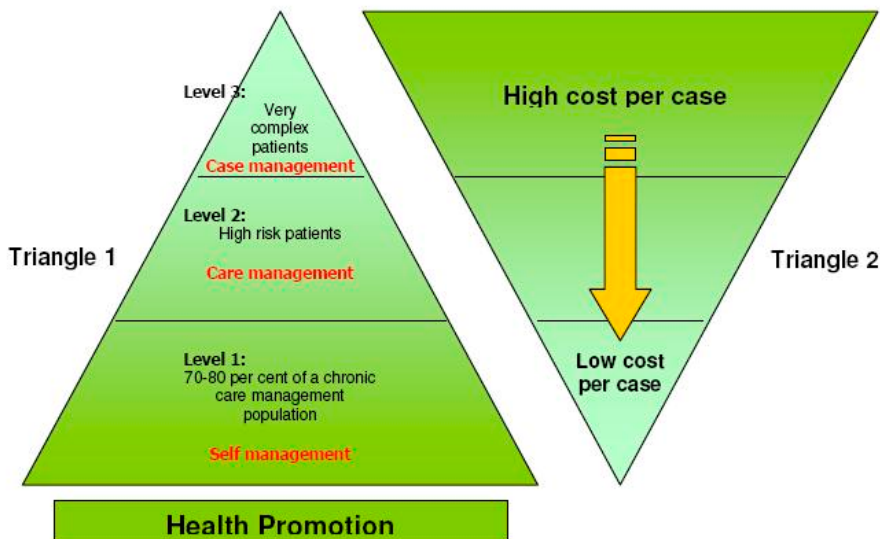 Triangle 1
Level 3:
Very
complex
patients
Case management
Level 2:
High risk patients
Care management
Level 1:
70-80 per cent of a chronic
care management
population
Self management
Health Promotion
High cost per case
Low cost
per case
Triangle 2